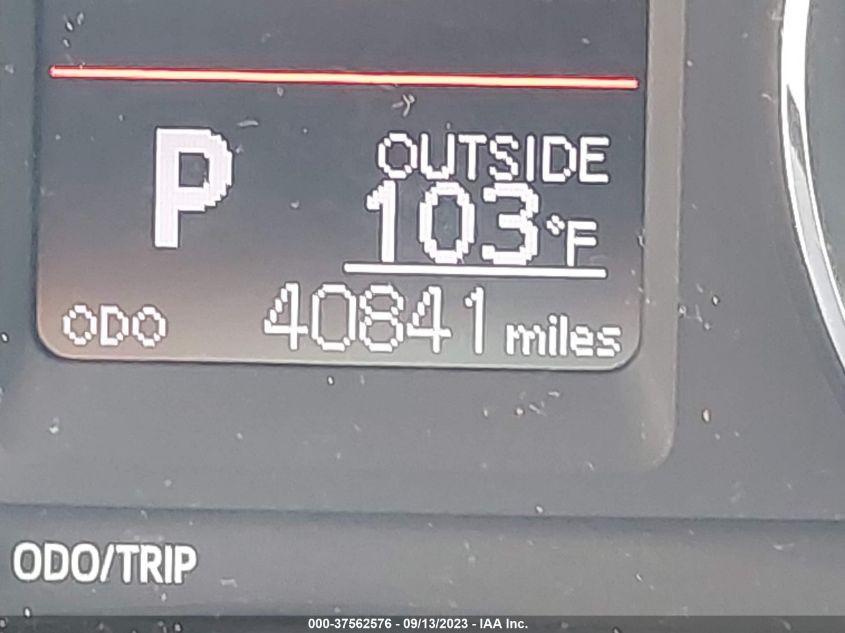 P
OUTSIDE
103°F
ODO 40841 miles
ODO/TRIP
000-37562576 - 09/13/2023 - IAA Inc.